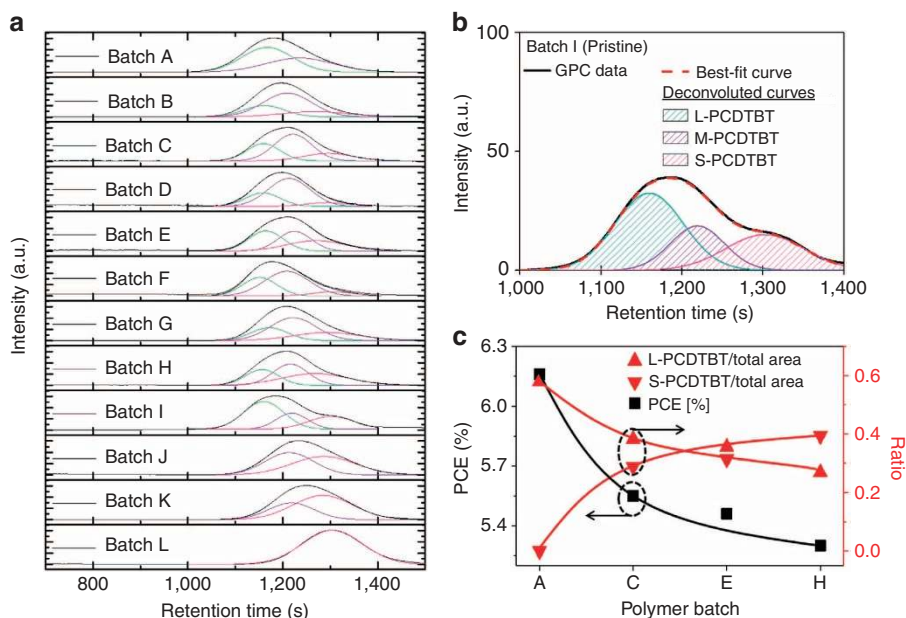 a
Batch A
Batch B
Batch C
Batch D
Batch E
Batch F
Batch G
Batch H
Batch I
Batch J
Batch K
Batch L
Intensity (a.u.)
800 1,000 1,200 1,400
Retention time (s)
b
100
50
0
Intensity (a.u.)
Batch I (Pristine)
GPC data
Best-fit curve
Deconvoluted curves
L-PCDTBT
M-PCDTBT
S-PCDTBT
1,000 1,100 1,200 1,300 1,400
Retention time (s)
c
6.3
6.0
5.7
5.4
PCE (%)
L-PCDTBT/total area
S-PCDTBT/total area
PCE [%]
0.6
0.4
0.2
0.0
Ratio
A C E H
Polymer batch